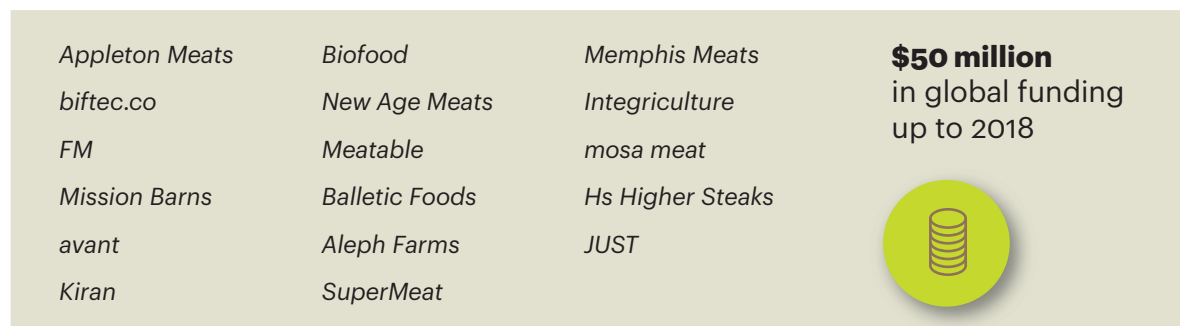 Appleton Meats
biftec.co
FM
Mission Barns
avant
Kiran
Biofood
New Age Meats
Meatable
Balletic Foods
Aleph Farms
SuperMeat
Memphis Meats
Integriculture
mosa meat
Hs Higher Steaks
JUST
$50 million
in global funding
up to 2018